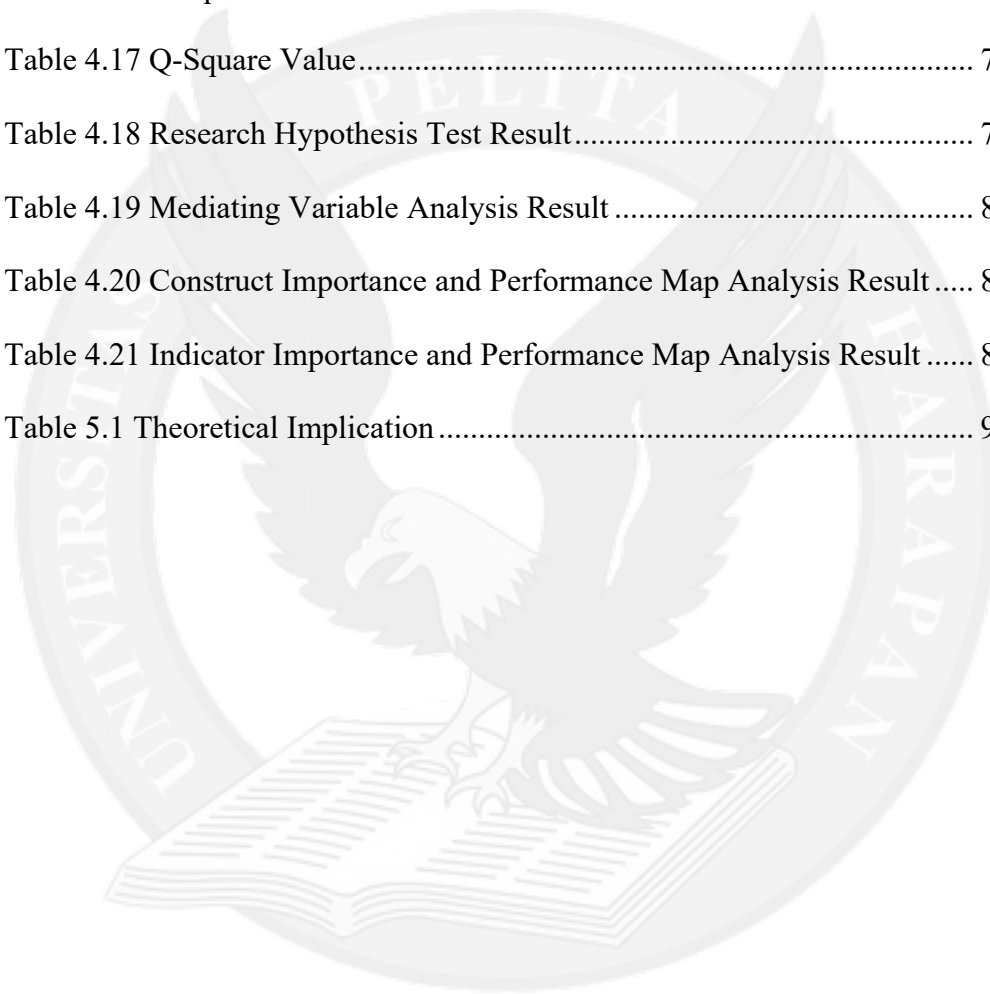 Table 4.17 Q-Square Value.......................................................................... 7
Table 4.18 Research Hypothesis Test Result................................................ 7
Table 4.19 Mediating Variable Analysis Result........................................... 8
Table 4.20 Construct Importance and Performance Map Analysis Result..... 8
Table 4.21 Indicator Importance and Performance Map Analysis Result...... 8
Table 5.1 Theoretical Implication................................................................ 9
UNIVERSITAS PELITA HARAPAN